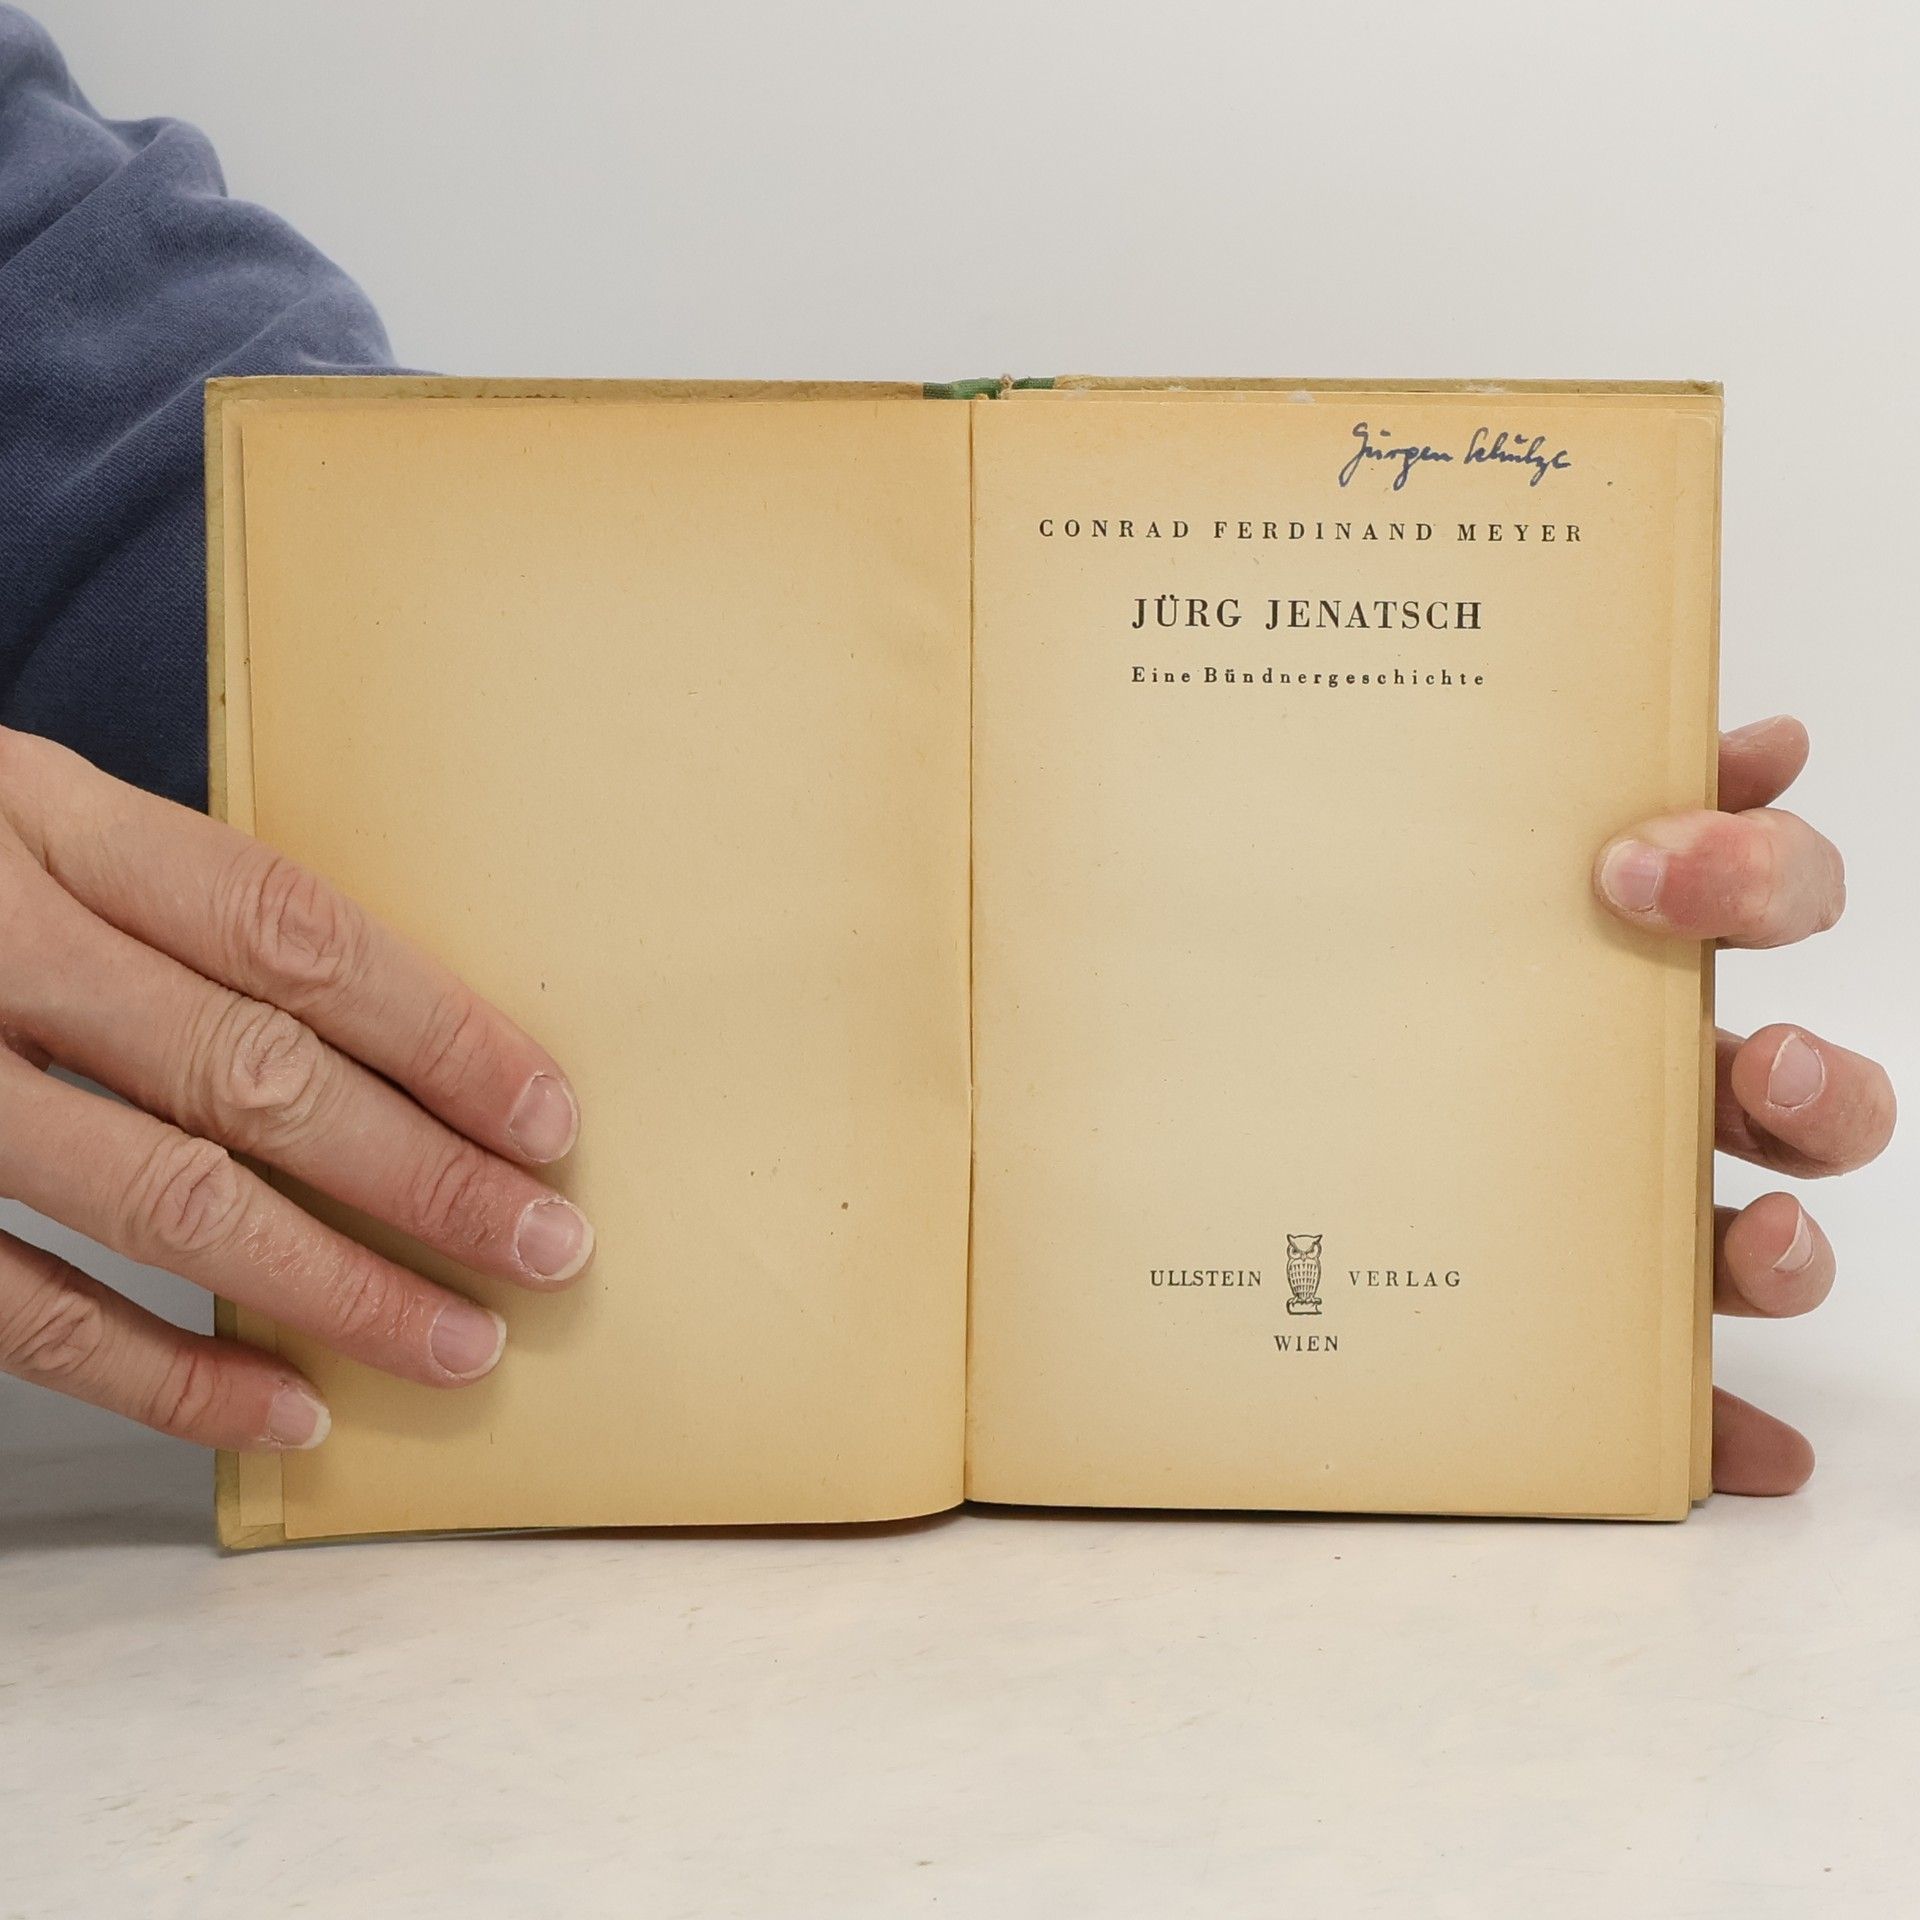 Jürgen Schulze
CONRAD FERDINAND MEYER
JÜRG JENATSCH
Eine Bündnergeschichte
ULLSTEIN VERLAG
WIEN